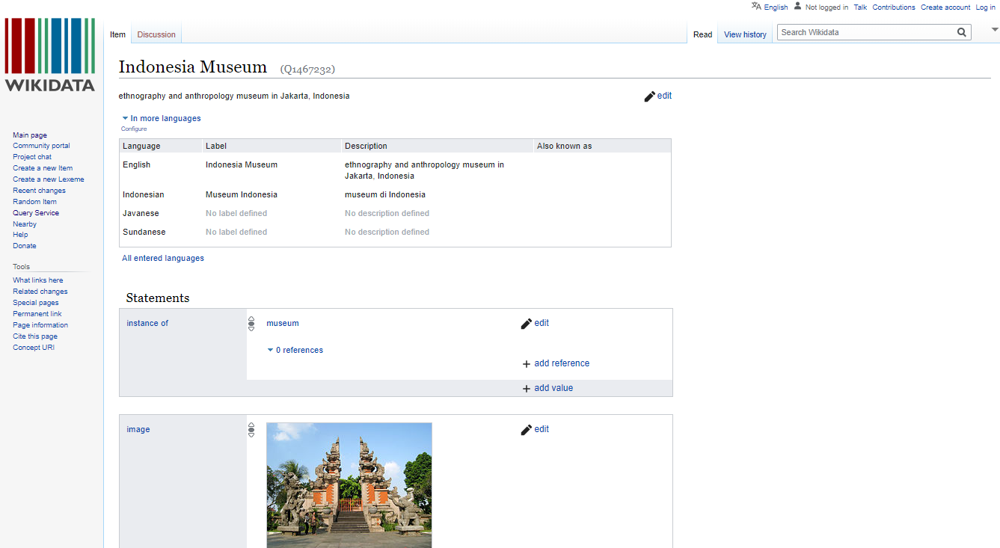 English Not logged in Talk Contributions Create account Log in
WIKIDATA
Item Discussion
Read View history Search Wikidata
Indonesia Museum (Q1467232)
ethnography and anthropology museum in Jakarta, Indonesia
edit
In more languages
Configure
Language Label Description Also known as
English Indonesia Museum ethnography and anthropology museum in
Jakarta, Indonesia
Indonesian Museum Indonesia museum di Indonesia
Javanese No label defined No description defined
Sundanese No label defined No description defined
All entered languages
Main page
Community portal
Project chat
Create a new Item
Create a new Lexeme
Recent changes
Random Item
Query Service
Nearby
Help
Donate
Tools
What links here
Related changes
Special pages
Permanent link
Page information
Cite this page
Concept URI
Statements
instance of museum edit
0 references
add reference
add value
image edit